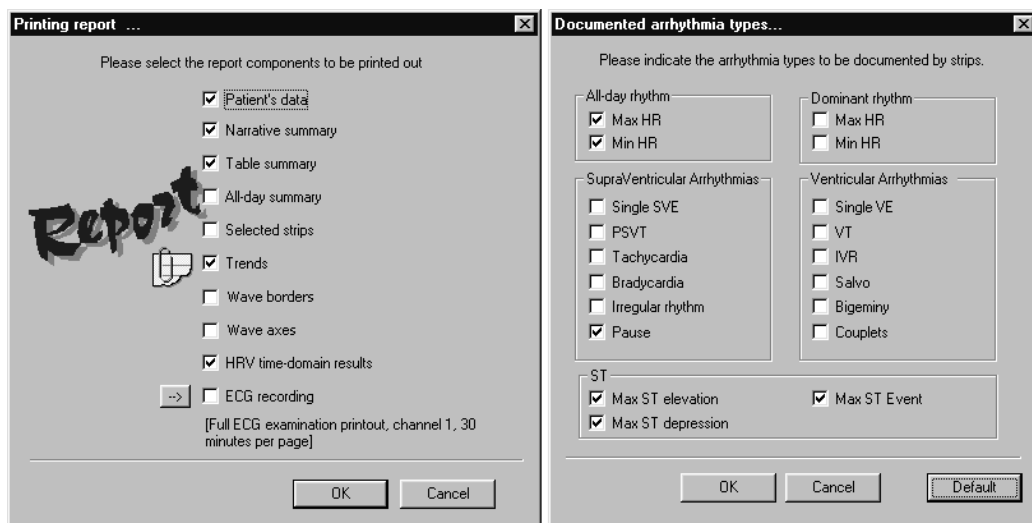 Printing report ...
Please select the report components to be printed out
Patient's data
Narrative summary
Table summary
All-day summary
Selected strips
Report
Trends
Wave borders
Wave axes
HRV time-domain results
--> ECG recording
[Full ECG examination printout, channel 1, 30
minutes per page]
OK Cancel
Documented arrhythmia types...
Please indicate the arrhythmia types to be documented by strips.
All-day rhythm
Max HR
Min HR
Dominant rhythm
Max HR
Min HR
SupraVentricular Arrhythmias
Single SVE
PSVT
Tachycardia
Bradycardia
Irregular rhythm
Pause
Ventricular Arrhythmias
Single VE
VT
IVR
Salvo
Bigeminy
Couplets
ST
Max ST elevation Max ST Event
Max ST depression
OK Cancel Default